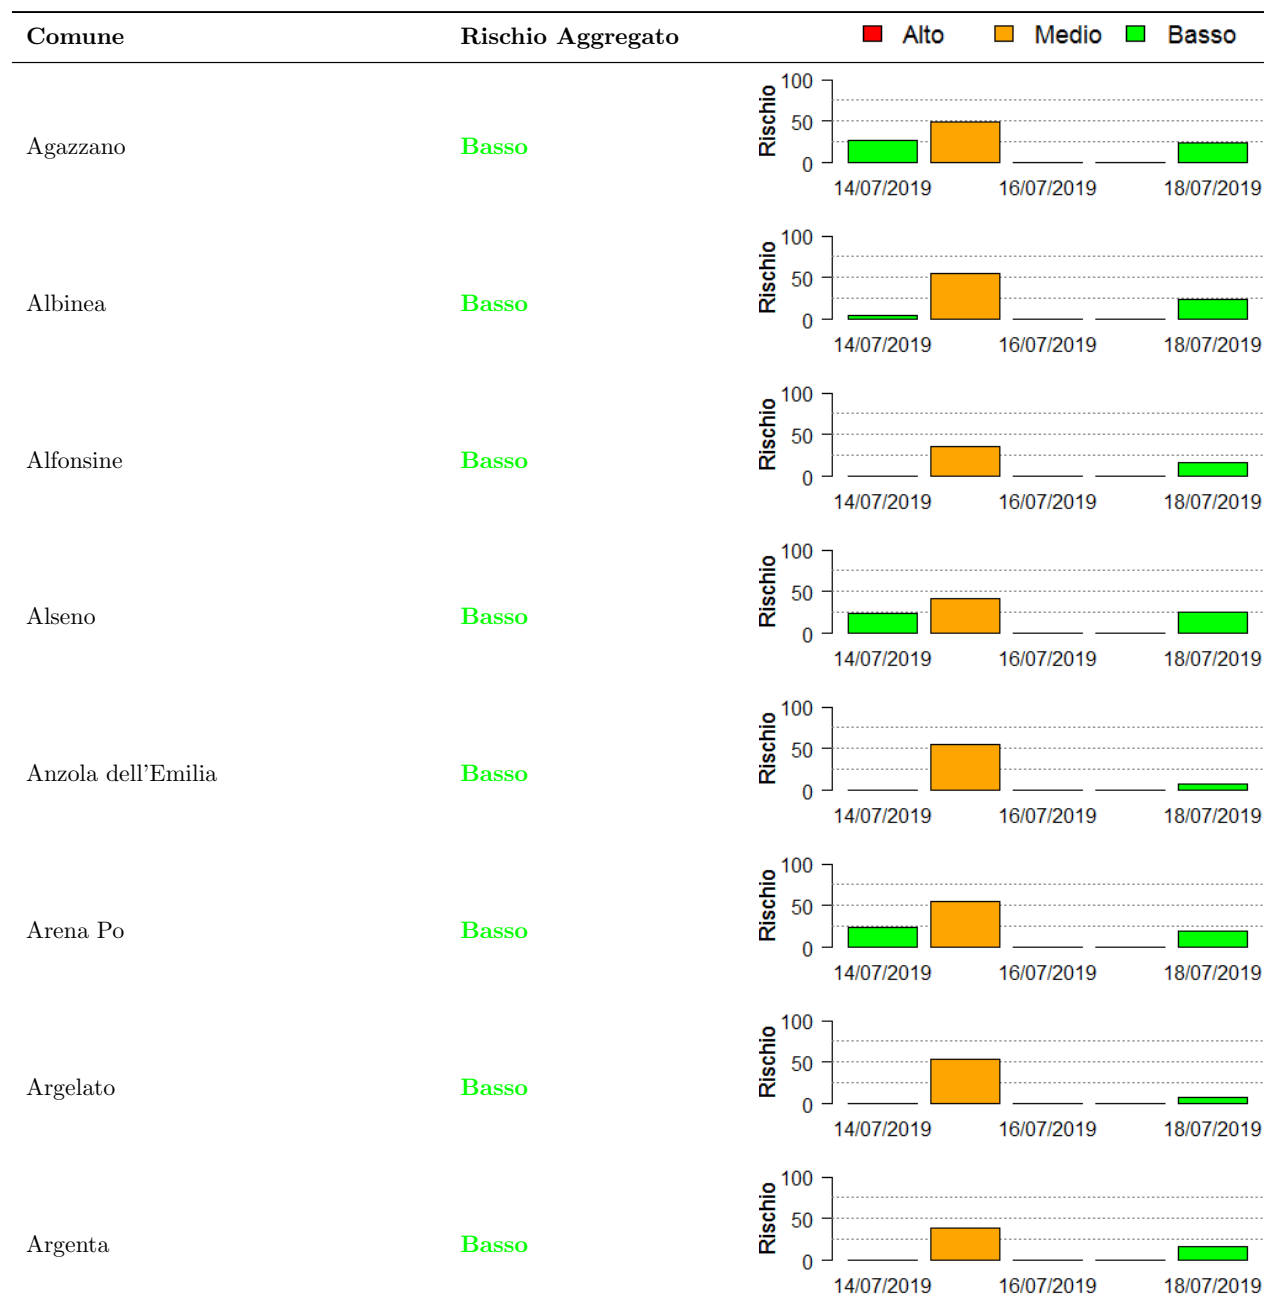 Comune Rischio Aggregato Alto Medio Basso
Agazzano Basso Rischio 100 50 0
14/07/2019 16/07/2019 18/07/2019
Albinea Basso Rischio 100 50 0
14/07/2019 16/07/2019 18/07/2019
Alfonsine Basso Rischio 100 50 0
14/07/2019 16/07/2019 18/07/2019
Alseno Basso Rischio 100 50 0
14/07/2019 16/07/2019 18/07/2019
Anzola dell'Emilia Basso Rischio 100 50 0
14/07/2019 16/07/2019 18/07/2019
Arena Po Basso Rischio 100 50 0
14/07/2019 16/07/2019 18/07/2019
Argelato Basso Rischio 100 50 0
14/07/2019 16/07/2019 18/07/2019
Argenta Basso Rischio 100 50 0
14/07/2019 16/07/2019 18/07/2019